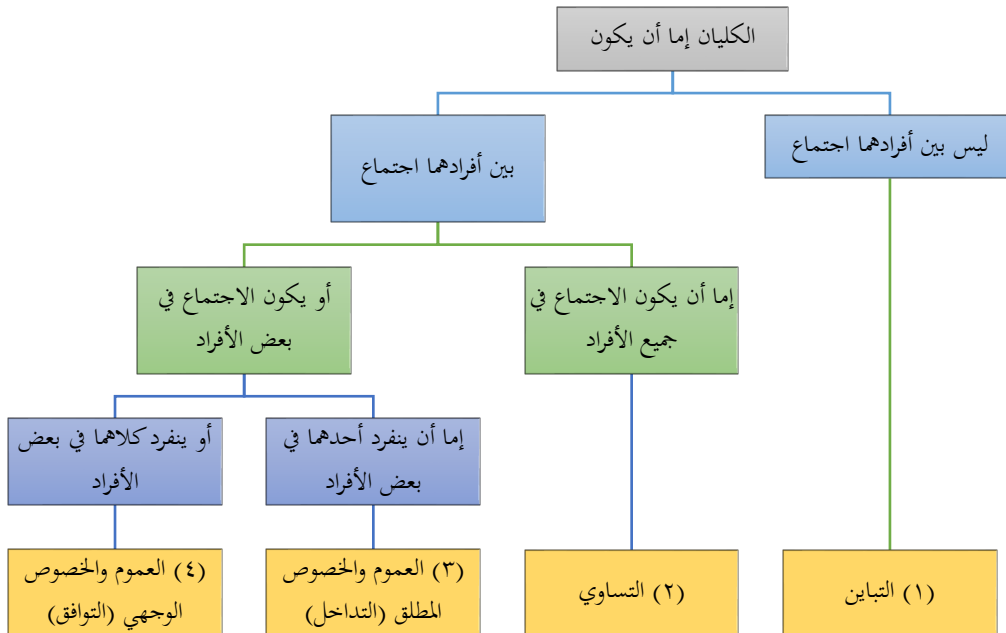 الكليان إما أن يكون
ليس بين أفرادهما اجتماع
بين أفرادهما اجتماع
إما أن يكون الاجتماع في
جميع الأفراد
أو يكون الاجتماع في
بعض الأفراد
إما أن ينفرد أحدهما في
بعض الأفراد
أو ينفرد كلاهما في بعض
الأفراد
(١) التباين
(٢) التساوي
(٣) العموم والخصوص
المطلق (التداخل)
(٤) العموم والخصوص
الوجهي (التوافق)